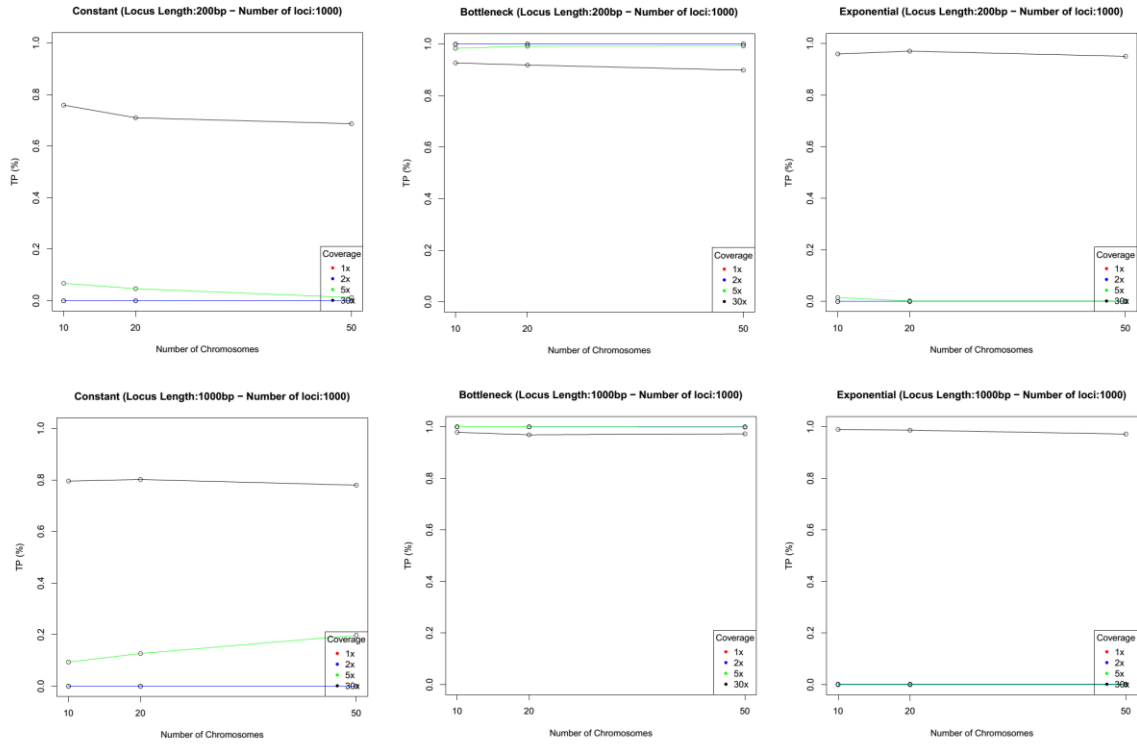 Constant (Locus Length:200bp − Number of loci:1000)
TP (%)
1.0
0.8
0.6
0.4
0.2
0.0
Coverage
1x
2x
5x
30x
10
20
50
Number of Chromosomes
Bottleneck (Locus Length:200bp − Number of loci:1000)
TP (%)
1.0
0.8
0.6
0.4
0.2
0.0
Coverage
1x
2x
5x
30x
10
20
50
Number of Chromosomes
Exponential (Locus Length:200bp − Number of loci:1000)
TP (%)
1.0
0.8
0.6
0.4
0.2
0.0
Coverage
1x
2x
5x
30x
10
20
50
Number of Chromosomes
Constant (Locus Length:1000bp − Number of loci:1000)
TP (%)
1.0
0.8
0.6
0.4
0.2
0.0
Coverage
1x
2x
5x
30x
10
20
50
Number of Chromosomes
Bottleneck (Locus Length:1000bp − Number of loci:1000)
TP (%)
1.0
0.8
0.6
0.4
0.2
0.0
Coverage
1x
2x
5x
30x
10
20
50
Number of Chromosomes
Exponential (Locus Length:1000bp − Number of loci:1000)
TP (%)
1.0
0.8
0.6
0.4
0.2
0.0
Coverage
1x
2x
5x
30x
10
20
50
Number of Chromosomes